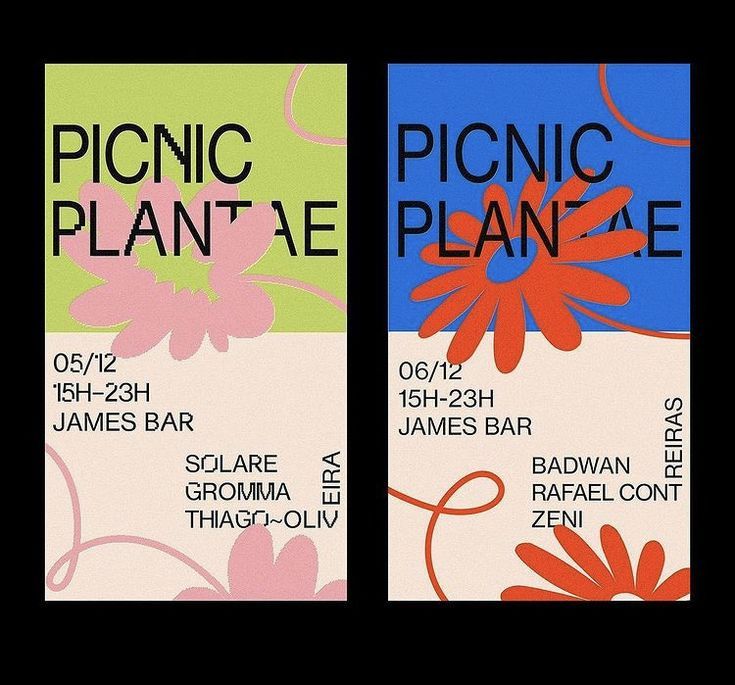 PICNIC
PLANTAE
05/12
15H–23H
JAMES BAR
SOLARE
GROMMA
THIAGO~OLIV
EIRA
PICNIC
PLANTAE
06/12
15H-23H
JAMES BAR
BADWAN
RAFAEL CONT
REIRAS
ZENI